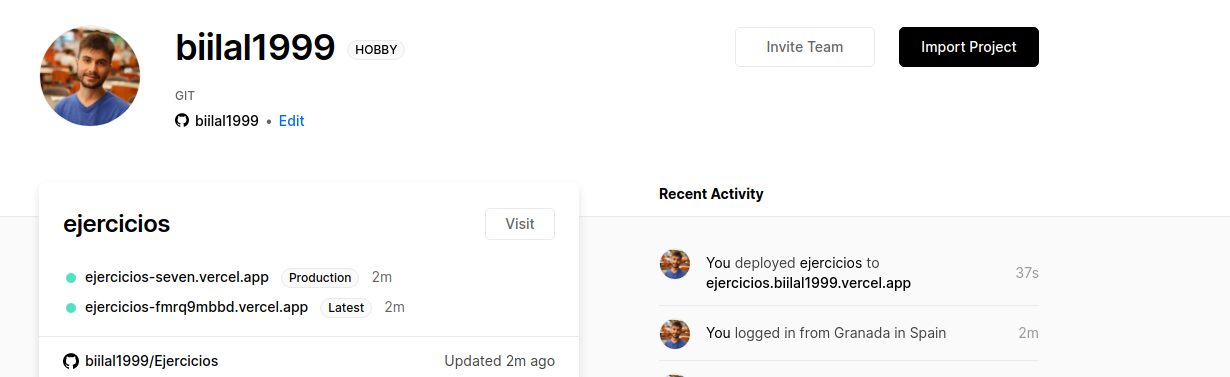 biilal1999 HOBBY
Invite Team
Import Project
GIT
biilal1999 • Edit
ejercicios
Visit
ejercicios-seven.vercel.app Production 2m
ejercicios-fmrq9mbbd.vercel.app Latest 2m
biilal1999/Ejercicios Updated 2m ago
Recent Activity
You deployed ejercicios to
ejercicios.biilal1999.vercel.app
37s
You logged in from Granada in Spain 2m